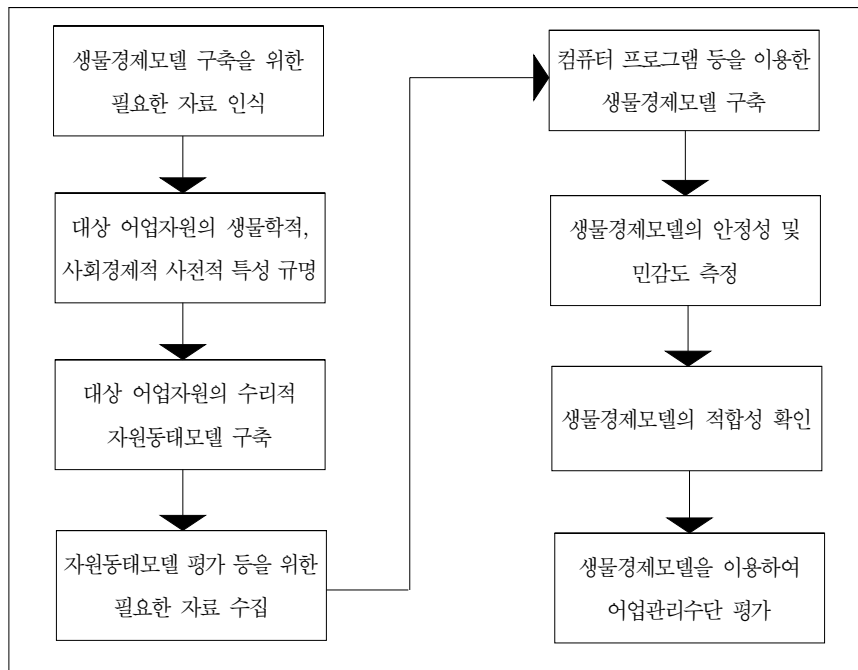 생물경제모델 구축을 위한
필요한 자료 인식
대상 어업자원의 생물학적,
사회경제적 사전적 특성 규명
대상 어업자원의 수리적
자원동태모델 구축
자원동태모델 평가 등을 위한
필요한 자료 수집
컴퓨터 프로그램 등을 이용한
생물경제모델 구축
생물경제모델의 안정성 및
민감도 측정
생물경제모델의 적합성 확인
생물경제모델을 이용하여
어업관리수단 평가